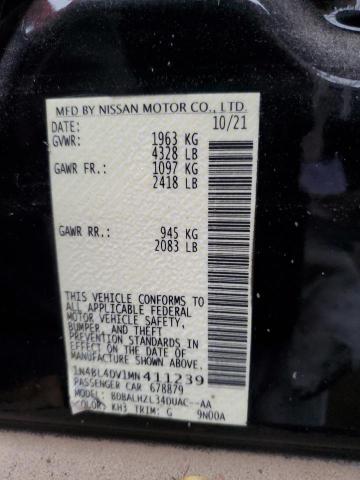 MFD BY NISSAN MOTOR CO., LTD.
DATE: 10/21
GVWR: 1963 KG
4328 LB
GAWR FR.: 1097 KG
2418 LB
GAWR RR.: 945 KG
2083 LB
THIS VEHICLE CONFORMS TO
ALL APPLICABLE FEDERAL
MOTOR VEHICLE SAFETY,
BUMPER, AND THEFT
PREVENTION STANDARDS IN
EFFECT ON THE DATE OF
MANUFACTURE SHOWN ABOVE.
1N4BL4DV1MN411239
PASSENGER CAR 678879
MODEL: BDBALHZL34DUAC--AA
COLOR: KH3 TRIM: G 9N00A